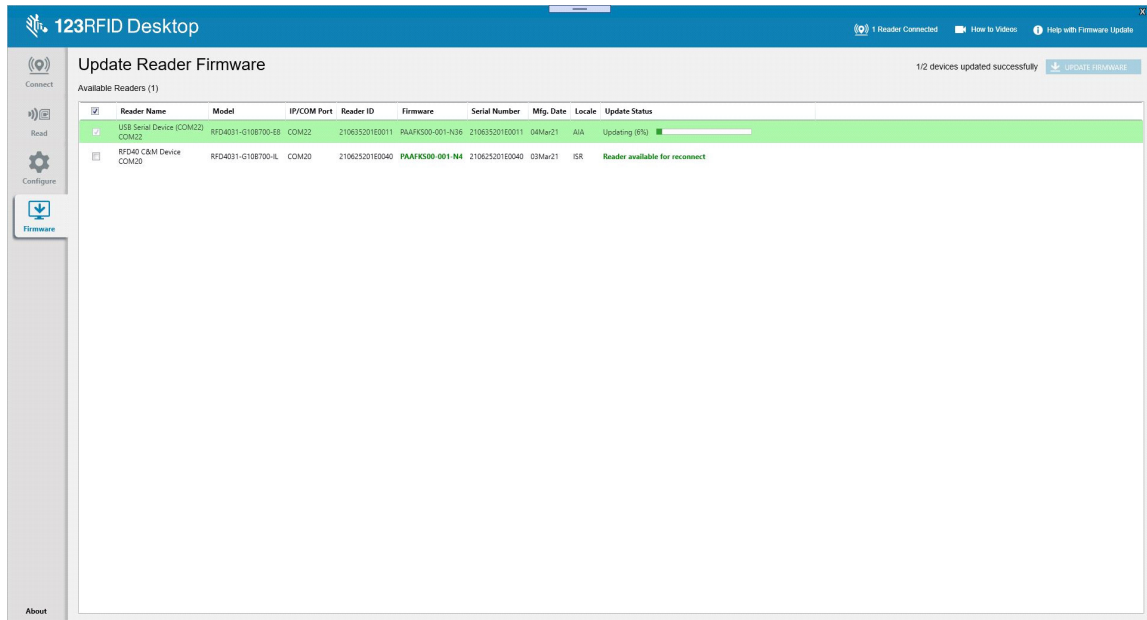 123RFID Desktop
1 Reader Connected How to Videos Help with Firmware Update
Connect
Read
Configure
Firmware
About
Update Reader Firmware
1/2 devices updated successfully UPDATE FIRMWARE
Available Readers (1)
Reader Name Model IP/COM Port Reader ID Firmware Serial Number Mfg. Date Locale Update Status
USB Serial Device (COM22)
COM22 RFD4031-G10B700-E8 COM22 210635201E0011 PAAFKS00-001-N36 210635201E0011 04Mar21 AIA Updating (6%)
RFD40 C&M Device
COM20 RFD4031-G10B700-IL COM20 210625201E0040 PAAFKS00-001-N4 210625201E0040 03Mar21 ISR Reader available for reconnect